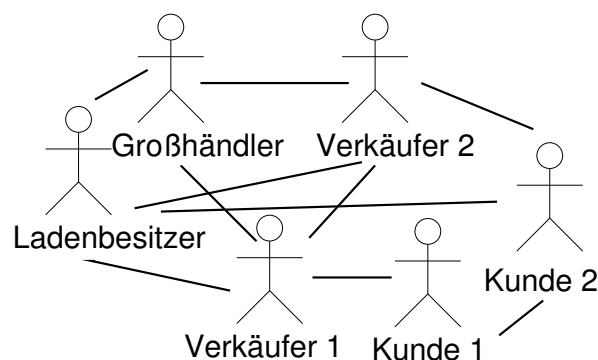 Großhändler
Verkäufer 2
Ladenbesitzer
Kunde 2
Verkäufer 1
Kunde 1